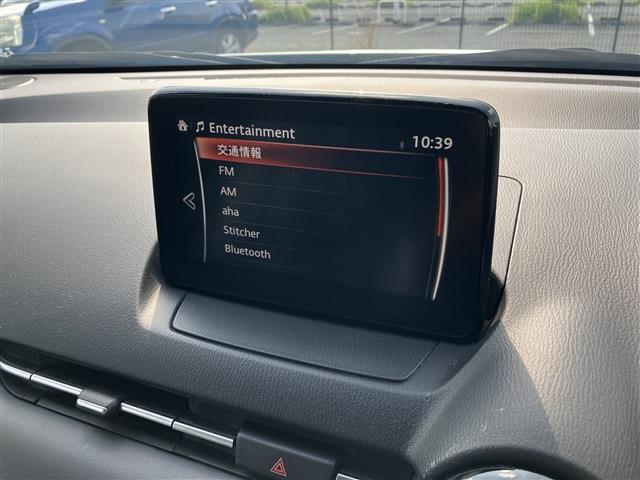 Entertainment 10:39
交通情報
FM
AM
aha
Stitcher
Bluetooth